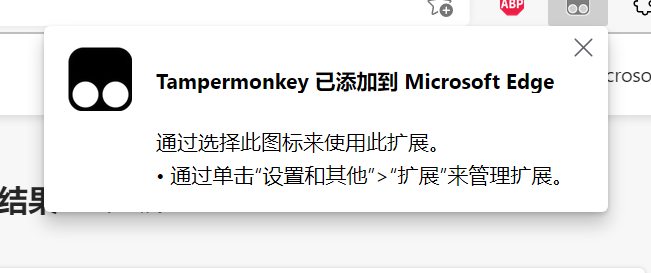 ABP
Tampermonkey 已添加到 Microsoft Edge
crosc
通过选择此图标来使用此扩展。
• 通过单击“设置和其他”>“扩展”来管理扩展。
结果